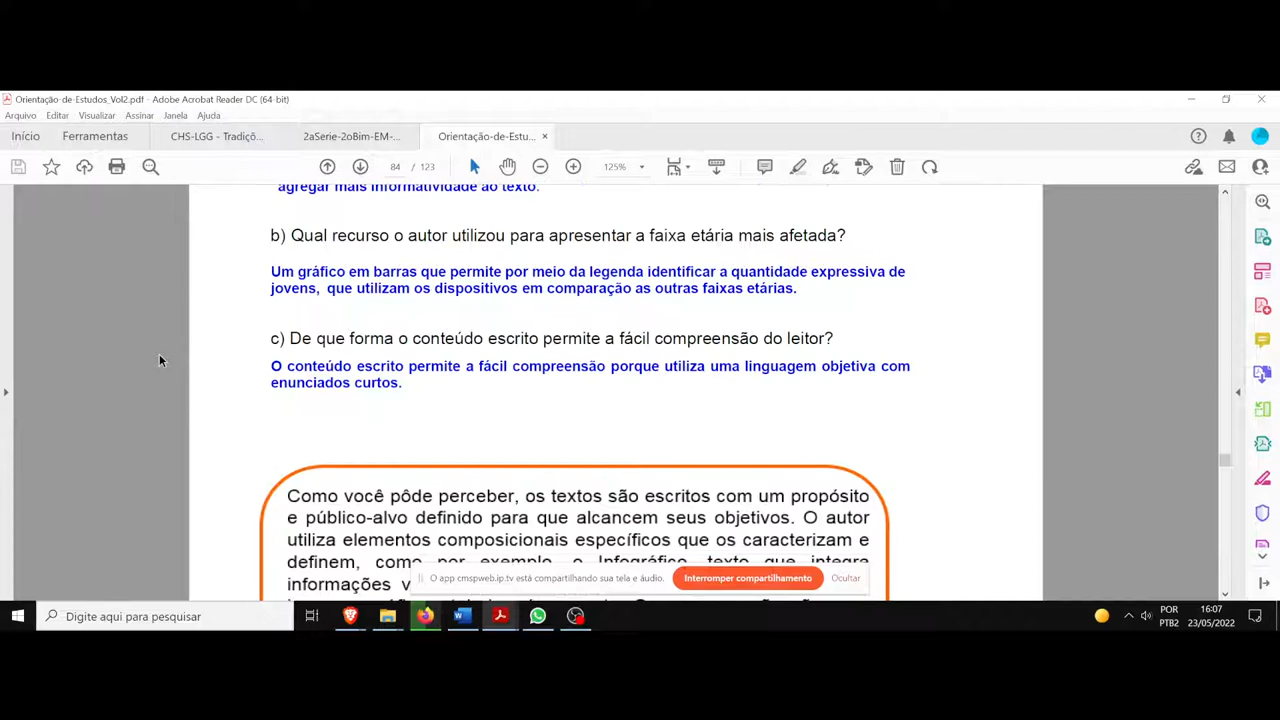 Orientação-de-Estudos_Vol2.pdf - Adobe Acrobat Reader DC (64-bit)
Arquivo Editar Visualizar Assinar Janela Ajuda
Início Ferramentas CHS-LGG - Tradiçõ... 2aSerie-2oBim-EM-... Orientação-de-Estu... ×
84 / 123 125%
agregar mais informatividade ao texto.
b) Qual recurso o autor utilizou para apresentar a faixa etária mais afetada?
Um gráfico em barras que permite por meio da legenda identificar a quantidade expressiva de
jovens, que utilizam os dispositivos em comparação as outras faixas etárias.
c) De que forma o conteúdo escrito permite a fácil compreensão do leitor?
O conteúdo escrito permite a fácil compreensão porque utiliza uma linguagem objetiva com
enunciados curtos.
Como você pôde perceber, os textos são escritos com um propósito
e público-alvo definido para que alcancem seus objetivos. O autor
utiliza elementos composicionais específicos que os caracterizam e
definem, como por exemplo, o Infográfico, texto que integra
informações v
O app cmspweb.ip.tv está compartilhando sua tela e áudio. Interromper compartilhamento Ocultar
Digite aqui para pesquisar
POR 16:07
PTB2 23/05/2022